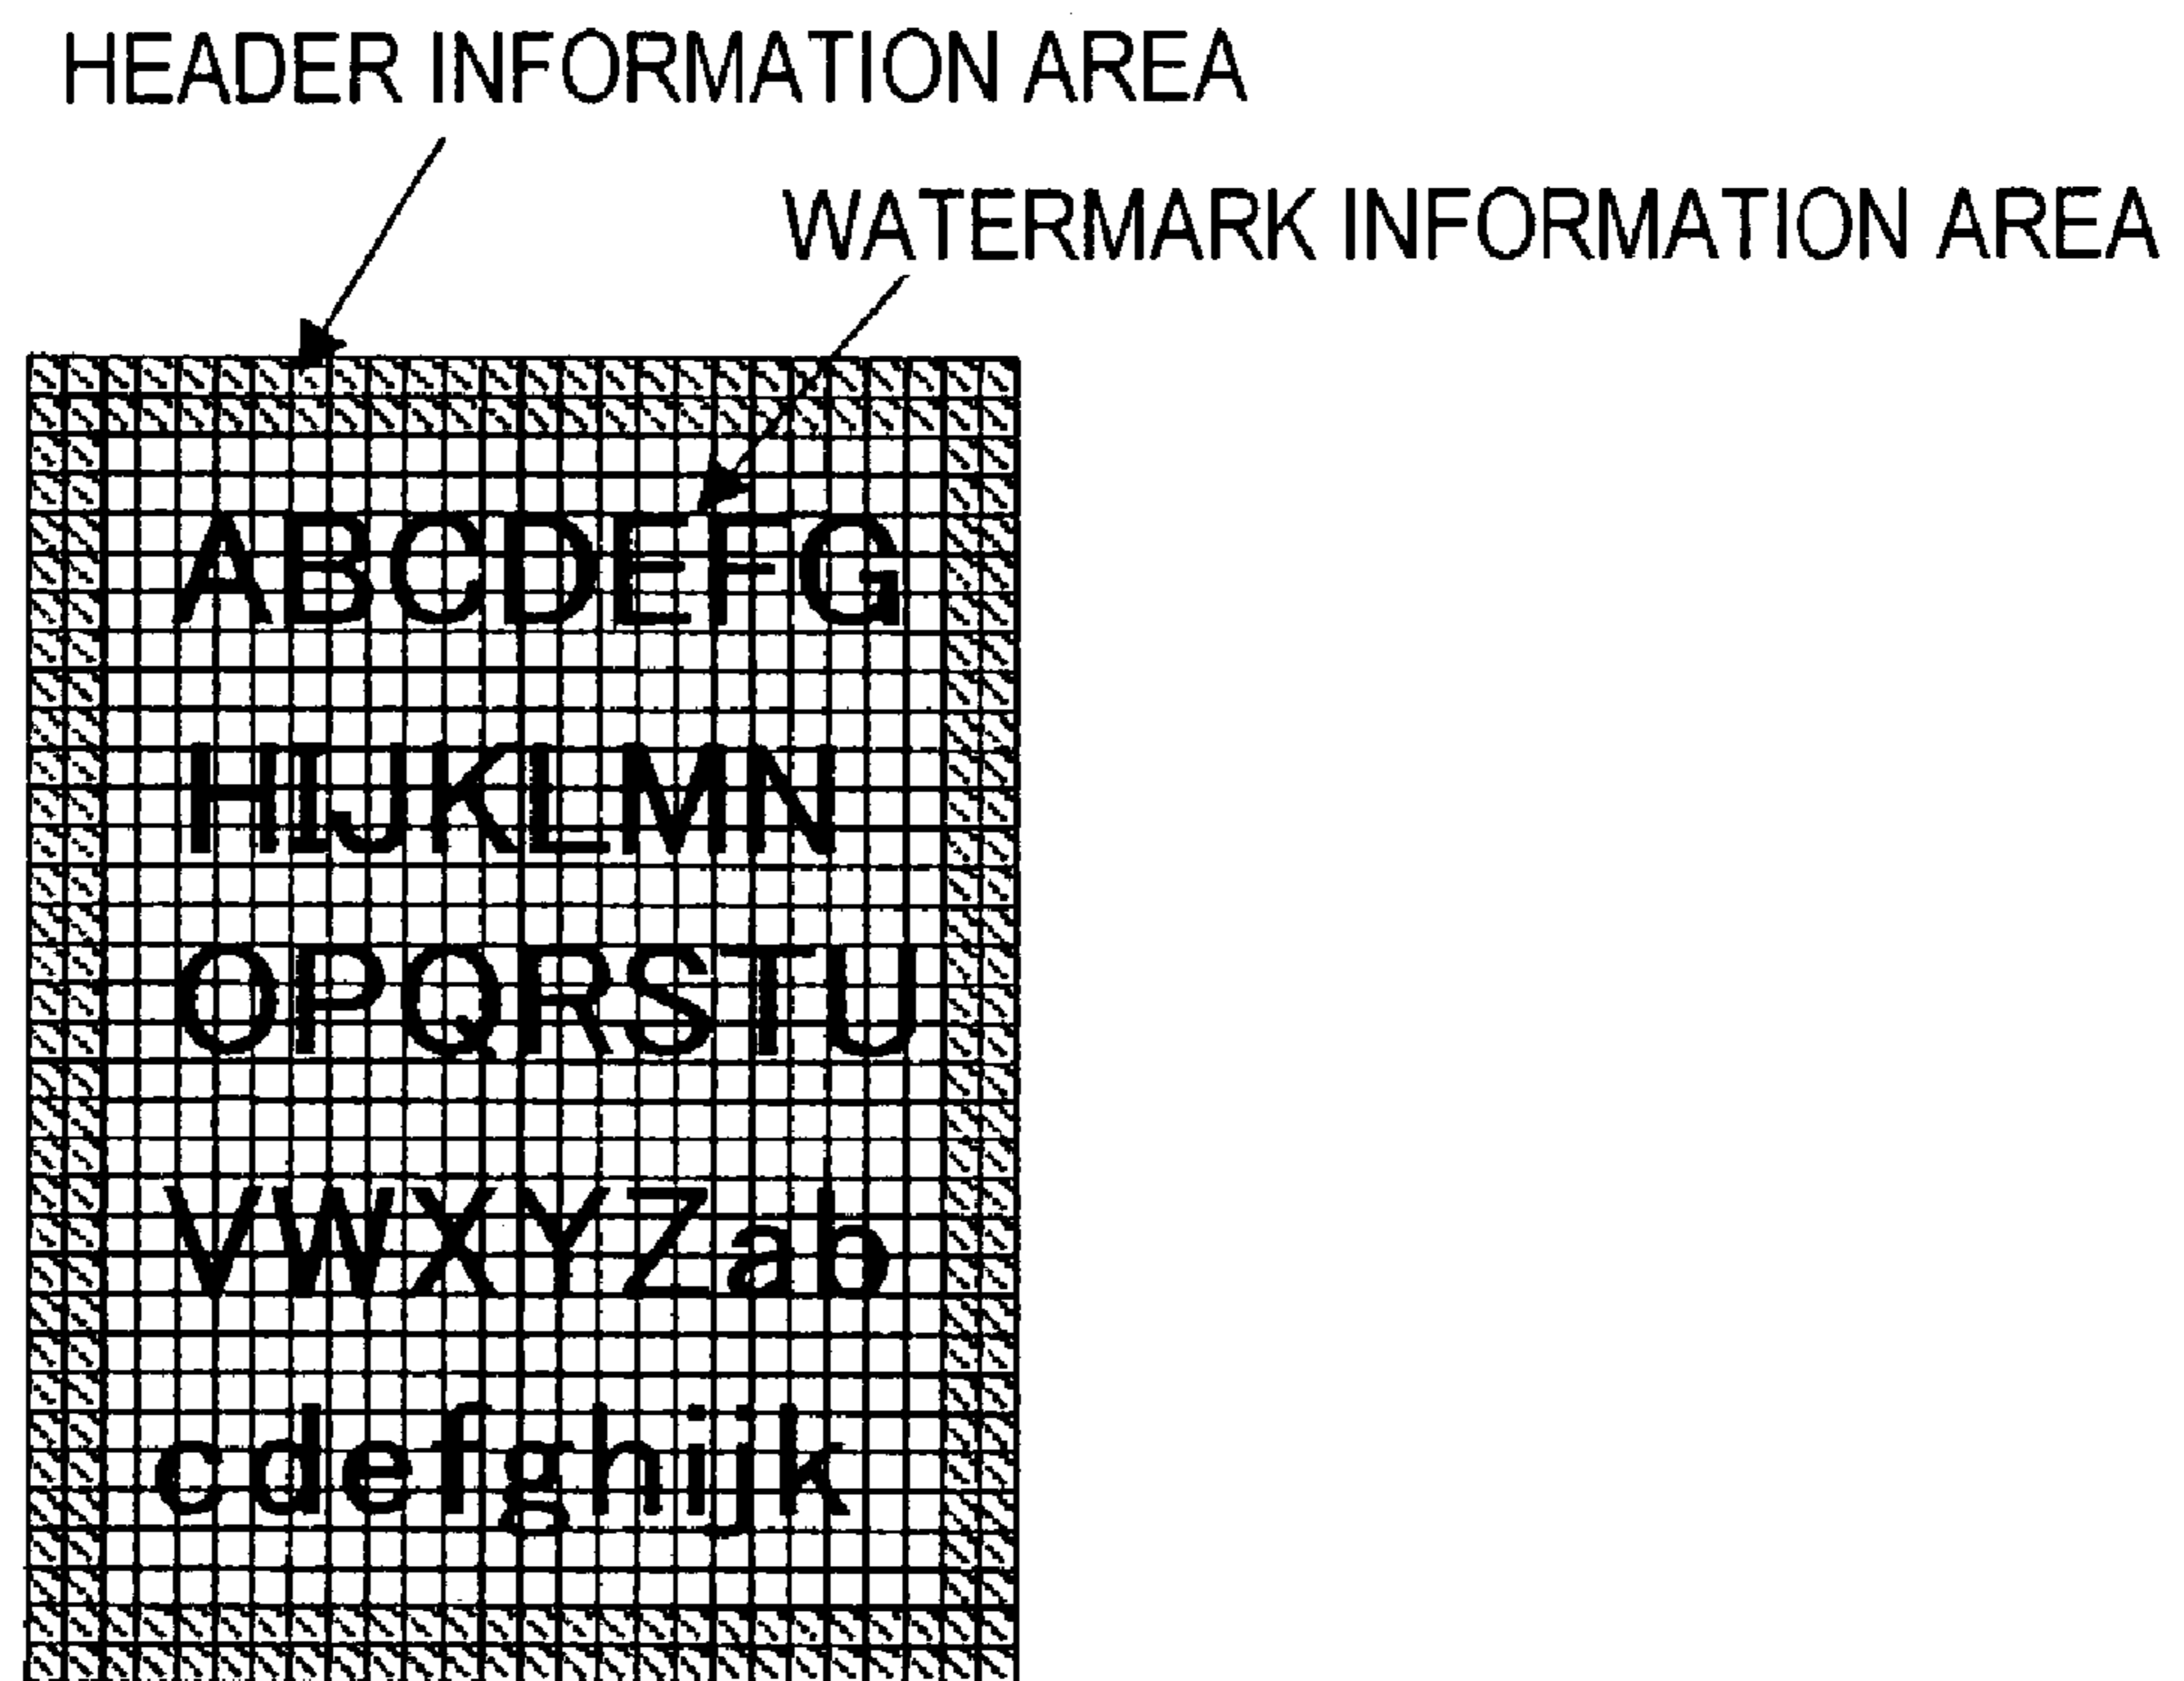 HEADER INFORMATION AREA
WATERMARK INFORMATION AREA
ABCDEFG
HIJKLMN
OPQRSTU
VWXYZab
cdefghijk